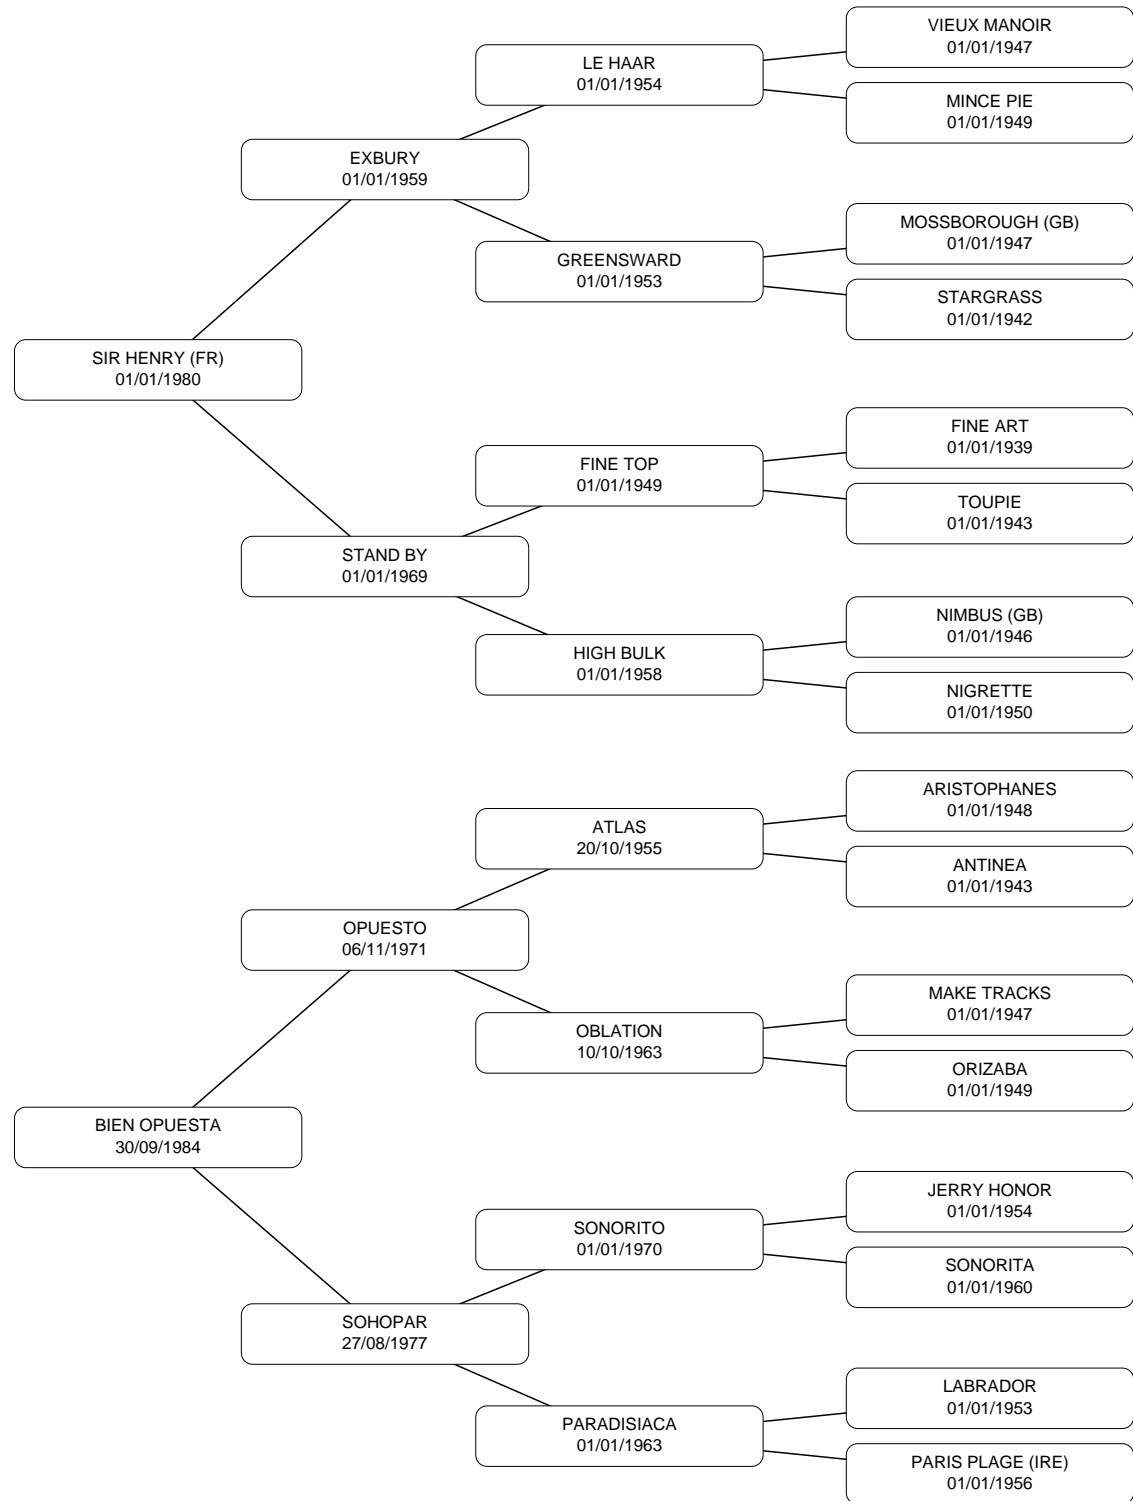 VIEUX MANOIR
01/01/1947
LE HAAR
01/01/1954
MINCE PIE
01/01/1949
EXBURY
01/01/1959
MOSSBOROUGH (GB)
01/01/1947
GREENSWARD
01/01/1953
STARGRASS
01/01/1942
SIR HENRY (FR)
01/01/1980
FINE ART
01/01/1939
FINE TOP
01/01/1949
TOUPIE
01/01/1943
STAND BY
01/01/1969
NIMBUS (GB)
01/01/1946
HIGH BULK
01/01/1958
NIGRETTE
01/01/1950
ARISTOPHANES
01/01/1948
ATLAS
20/10/1955
ANTINEA
01/01/1943
OPUESTO
06/11/1971
MAKE TRACKS
01/01/1947
OBLATION
10/10/1963
ORIZABA
01/01/1949
BIEN OPUESTA
30/09/1984
JERRY HONOR
01/01/1954
SONORITO
01/01/1970
SONORITA
01/01/1960
SOHOPAR
27/08/1977
LABRADOR
01/01/1953
PARADISIACA
01/01/1963
PARIS PLAGE (IRE)
01/01/1956